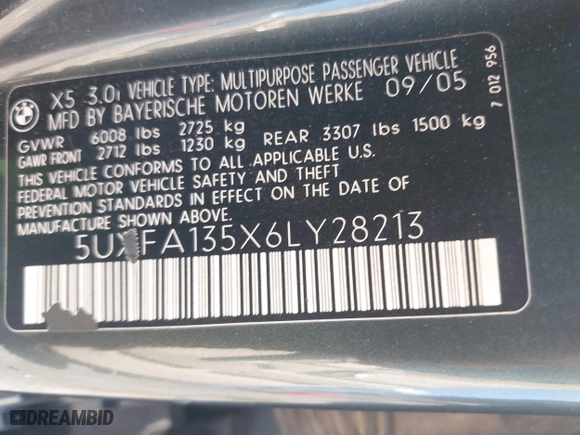 BMW
X5 3.0i VEHICLE TYPE: MULTIPURPOSE PASSENGER VEHICLE
MFD BY BAYERISCHE MOTOREN WERKE 09/05
GVWR 6008 lbs 2725 kg
GAWR FRONT 2712 lbs 1230 kg REAR 3307 lbs 1500 kg
THIS VEHICLE CONFORMS TO ALL APPLICABLE
FEDERAL MOTOR VEHICLE SAFETY AND THEFT
PREVENTION STANDARDS IN EFFECT ON THE DATE OF
MANUFACTURE SHOWN ABOVE.
5UXFA135X6LY28213
7 012 956
DREAMBID